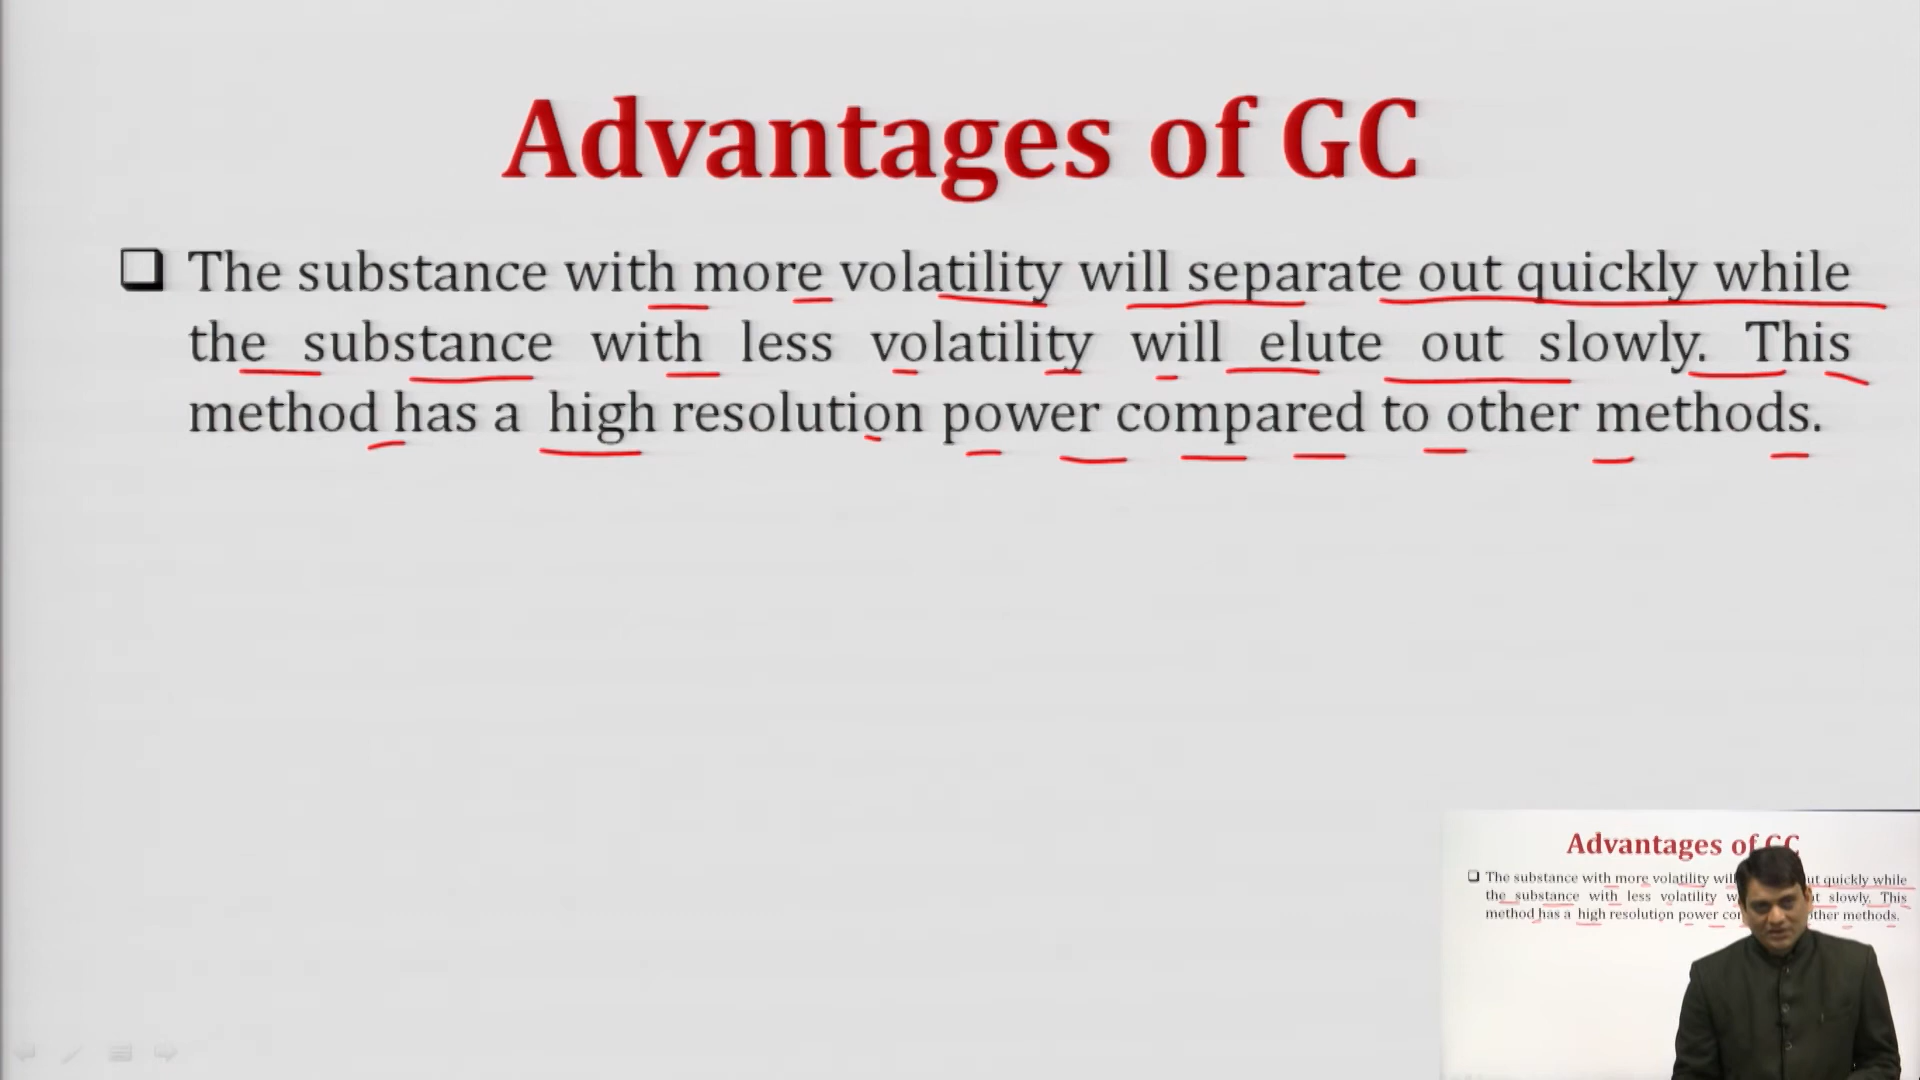 Advantages of GC
❑ The substance with more volatility will separate out quickly while
the substance with less volatility will elute out slowly. This
method has a high resolution power compared to other methods.
Advantages of GC
❑ The substance with more volatility will ut quickly while
the substance with less volatility slowly. This
method has a high resolution power other methods.